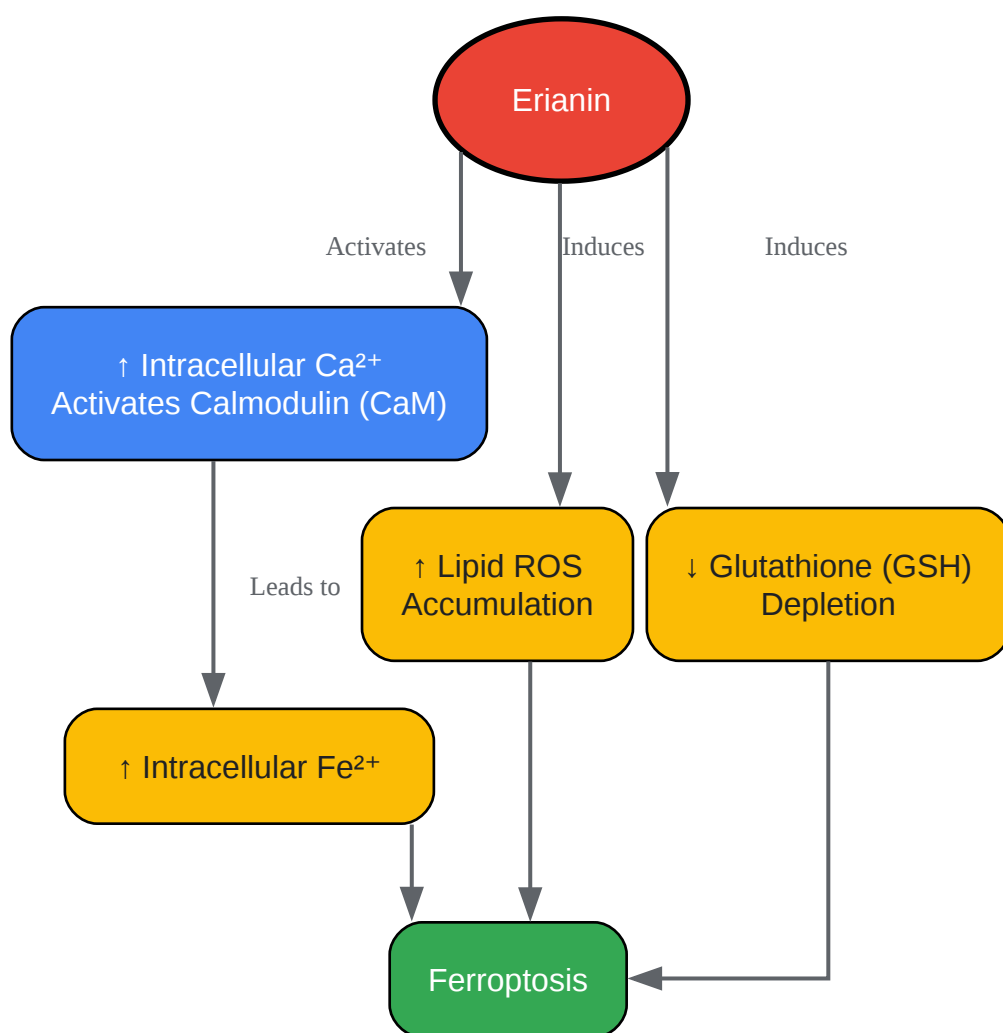 Erianin
Activates
Induces
Induces
↑ Intracellular Ca²⁺
Activates Calmodulin (CaM)
↑ Lipid ROS
Accumulation
↓ Glutathione (GSH)
Depletion
Leads to
↑ Intracellular Fe²⁺
Ferroptosis